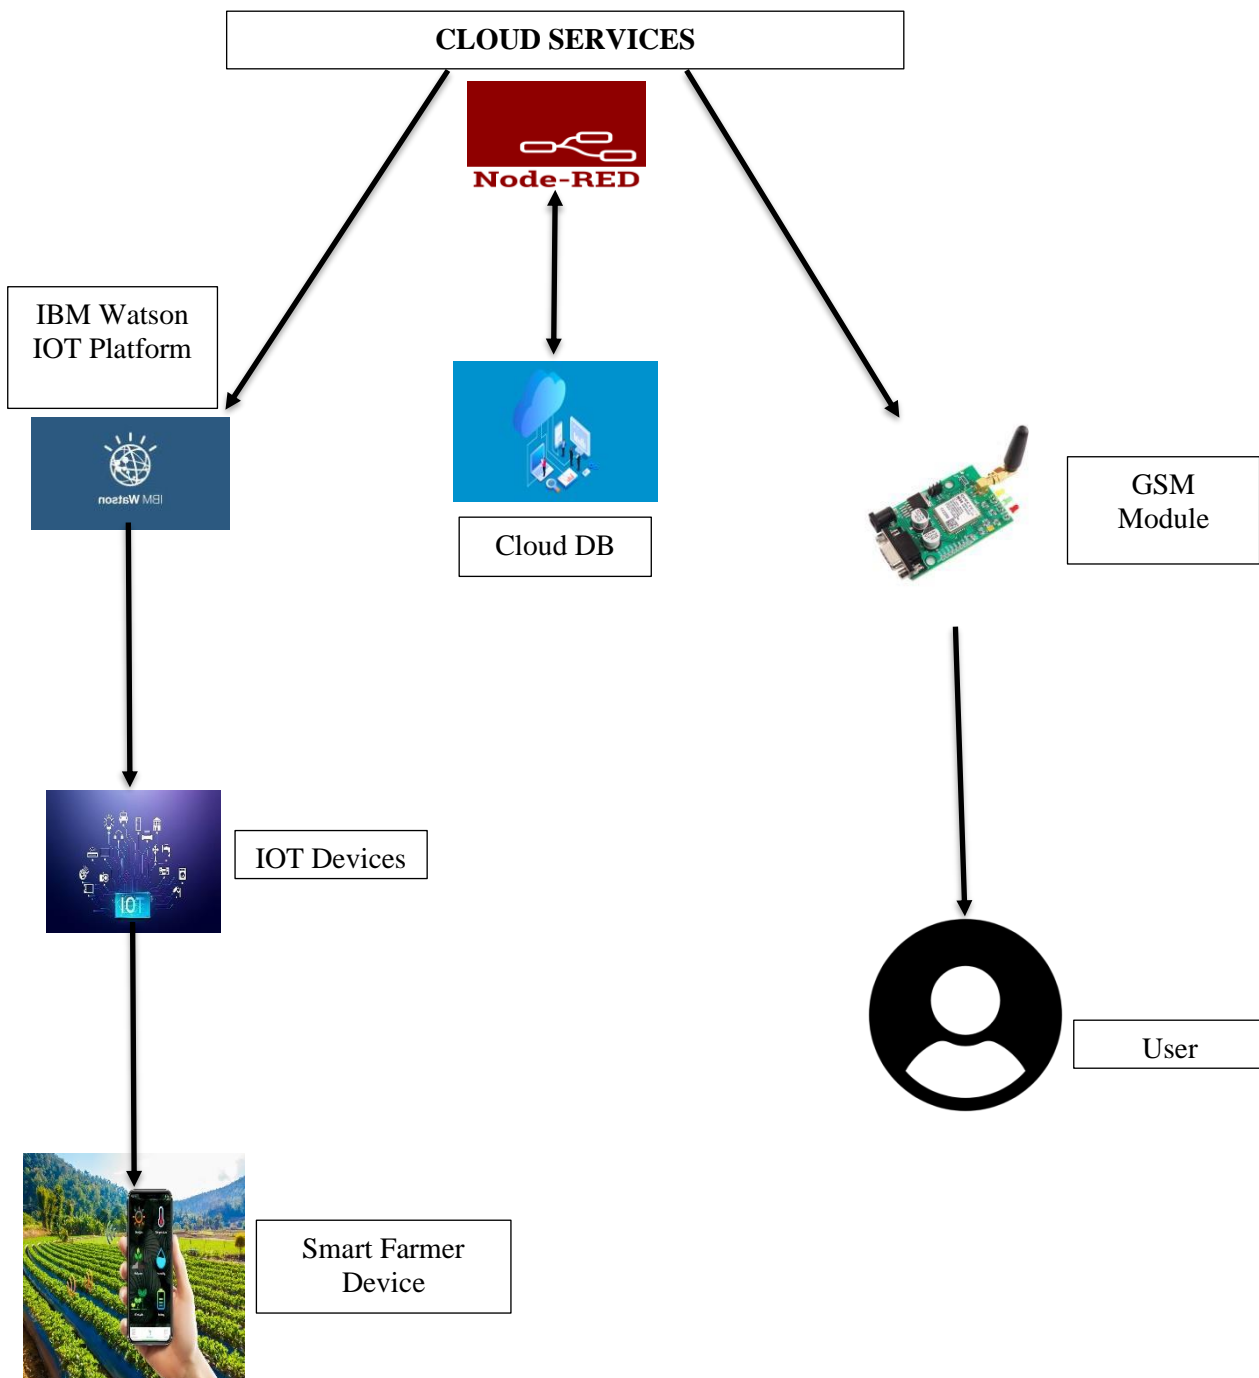 CLOUD SERVICES
Node-RED
IBM Watson
IOT Platform
IBM Watson
Cloud DB
GSM
Module
IOT Devices
IOT
User
Smart Farmer
Device